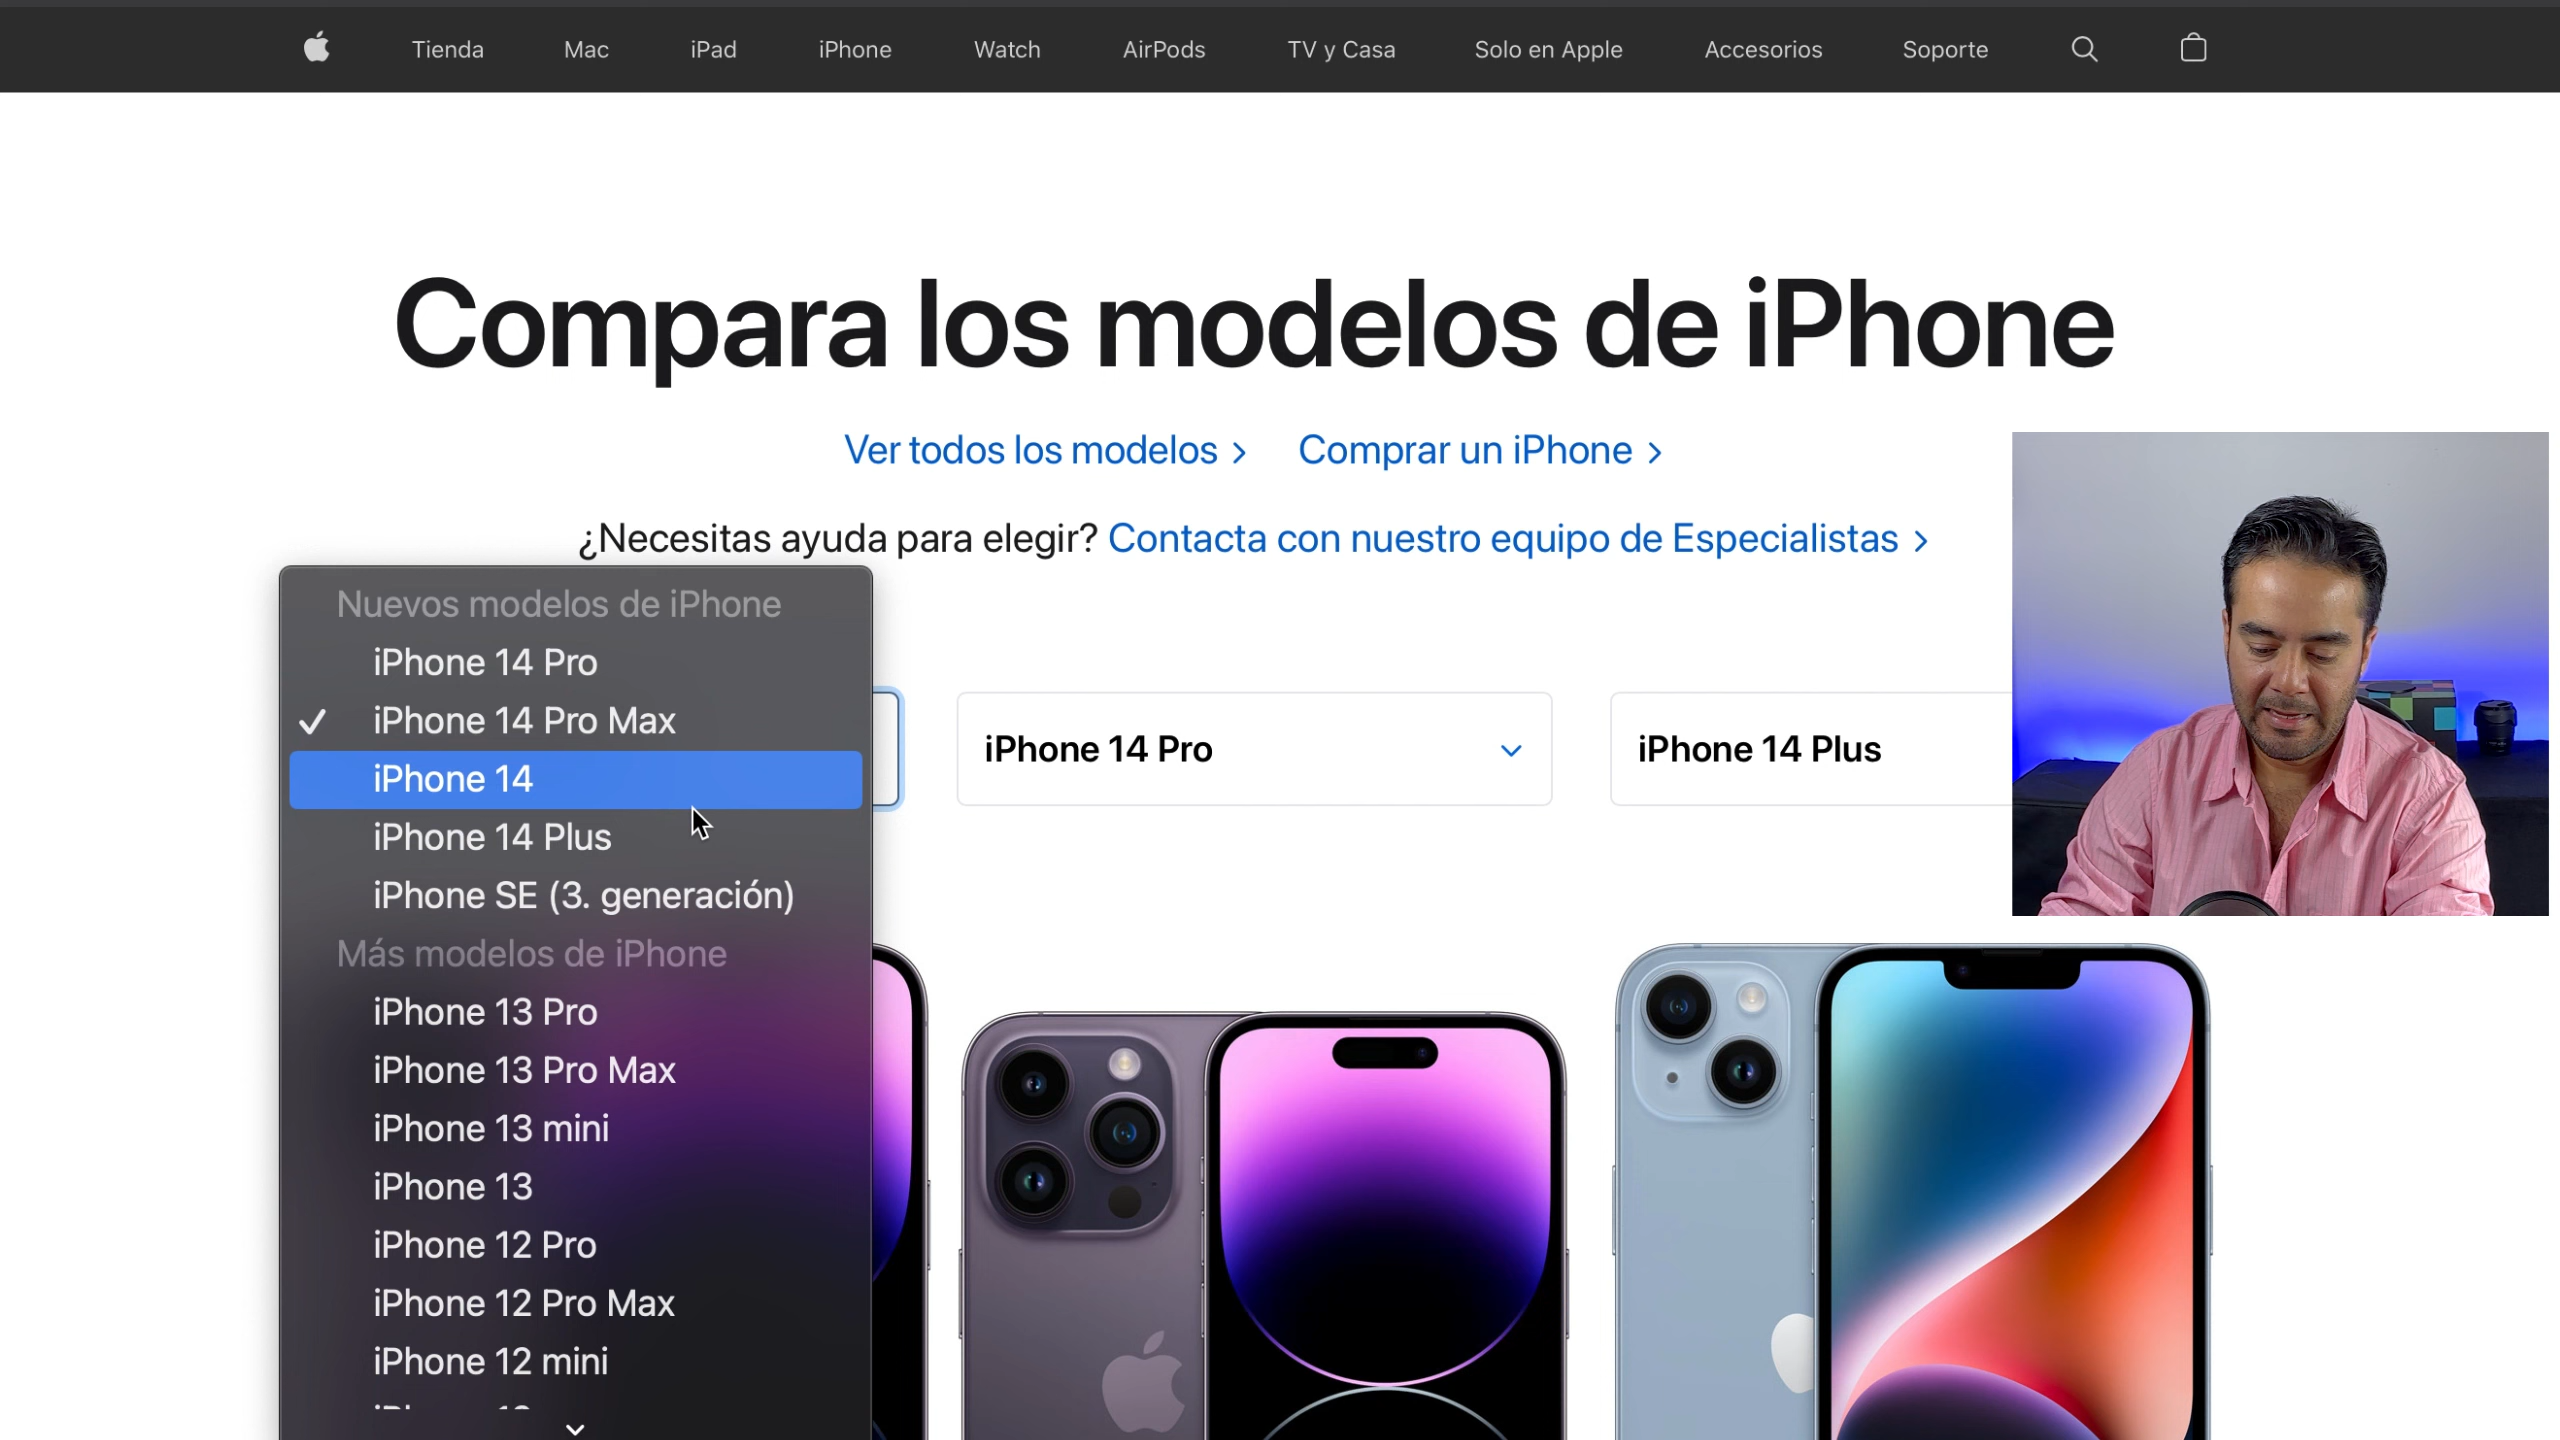 Tienda
Mac
iPad
iPhone
Watch
AirPods
TV y Casa
Solo en Apple
Accesorios
Soporte
Compara los modelos de iPhone
Ver todos los modelos >
Comprar un iPhone >
¿Necesitas ayuda para elegir? Contacta con nuestro equipo de Especialistas >
Nuevos modelos de iPhone
iPhone 14 Pro
✓ iPhone 14 Pro Max
iPhone 14
iPhone 14 Plus
iPhone SE (3. generación)
Más modelos de iPhone
iPhone 13 Pro
iPhone 13 Pro Max
iPhone 13 mini
iPhone 13
iPhone 12 Pro
iPhone 12 Pro Max
iPhone 12 mini
iPhone 14 Pro
iPhone 14 Plus